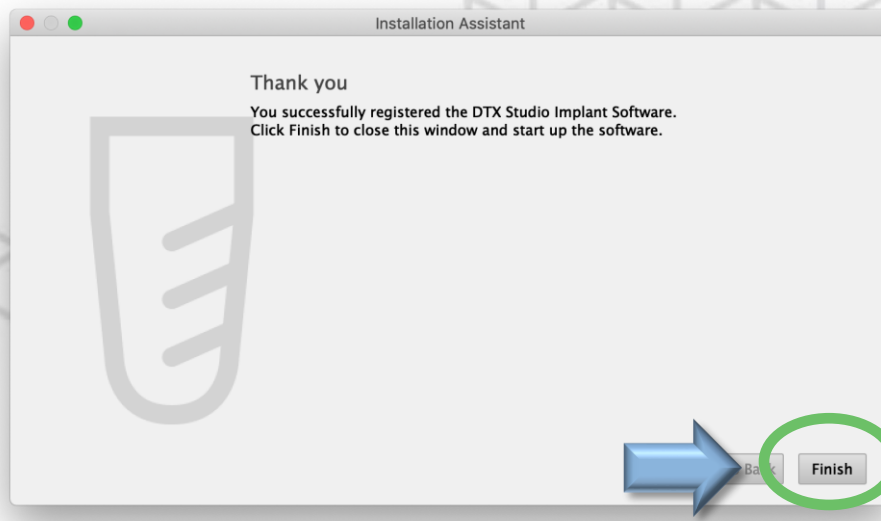 Installation Assistant
Thank you
You successfully registered the DTX Studio Implant Software.
Click Finish to close this window and start up the software.
Finish